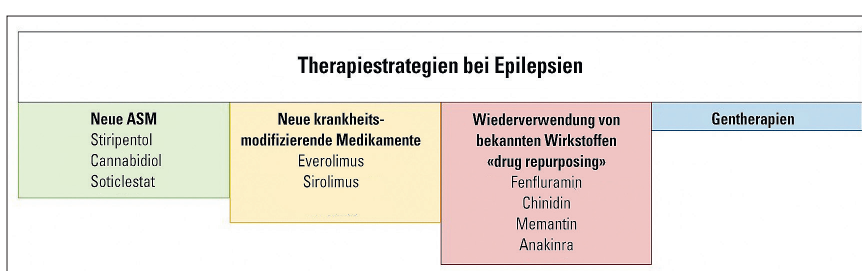 Therapiestrategien bei Epilepsien
Neue ASM
Stiripentol
Cannabidiol
Soticlestat
Neue krankheits-
modifizierende Medikamente
Everolimus
Sirolimus
Wiederverwendung von
bekannten Wirkstoffen
«drug repurposing»
Fenfluramin
Chinidin
Memantin
Anakinra
Gentherapien